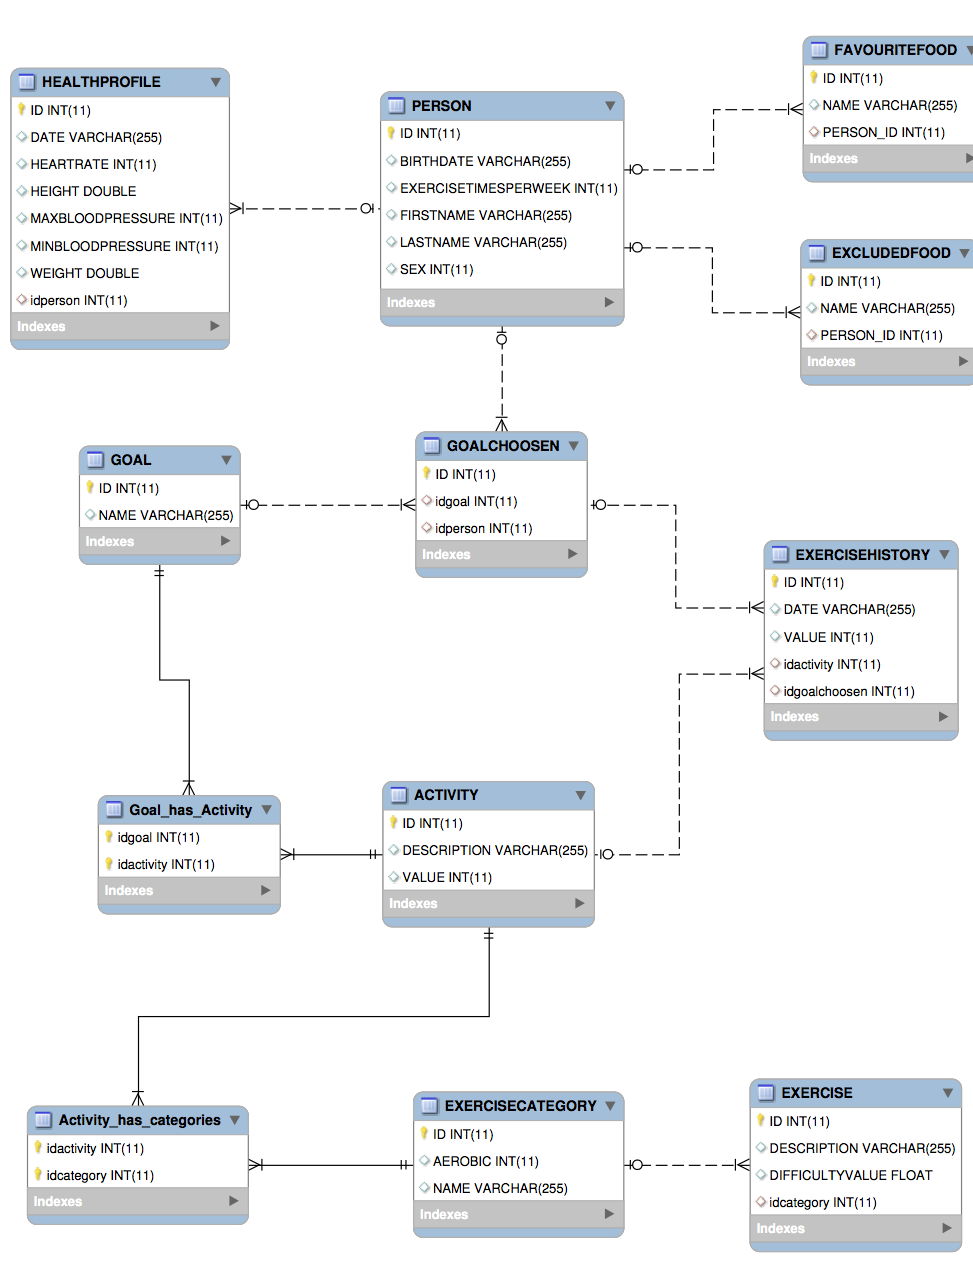 HEALTHPROFILE
ID INT(11)
DATE VARCHAR(255)
HEARTRATE INT(11)
HEIGHT DOUBLE
MAXBLOODPRESSURE INT(11)
MINBLOODPRESSURE INT(11)
WEIGHT DOUBLE
idperson INT(11)
Indexes
PERSON
ID INT(11)
BIRTHDATE VARCHAR(255)
EXERCISETIMESPERWEEK INT(11)
FIRSTNAME VARCHAR(255)
LASTNAME VARCHAR(255)
SEX INT(11)
Indexes
FAVOURITEFOOD
ID INT(11)
NAME VARCHAR(255)
PERSON_ID INT(11)
Indexes
EXCLUDEDFOOD
ID INT(11)
NAME VARCHAR(255)
PERSON_ID INT(11)
Indexes
GOAL
ID INT(11)
NAME VARCHAR(255)
Indexes
GOALCHOOSEN
ID INT(11)
idgoal INT(11)
idperson INT(11)
Indexes
EXERCISEHISTORY
ID INT(11)
DATE VARCHAR(255)
VALUE INT(11)
idactivity INT(11)
idgoalchoosen INT(11)
Indexes
Goal_has_Activity
idgoal INT(11)
idactivity INT(11)
Indexes
ACTIVITY
ID INT(11)
DESCRIPTION VARCHAR(255)
VALUE INT(11)
Indexes
Activity_has_categories
idactivity INT(11)
idcategory INT(11)
Indexes
EXERCISECATEGORY
ID INT(11)
AEROBIC INT(11)
NAME VARCHAR(255)
Indexes
EXERCISE
ID INT(11)
DESCRIPTION VARCHAR(255)
DIFFICULTYVALUE FLOAT
idcategory INT(11)
Indexes